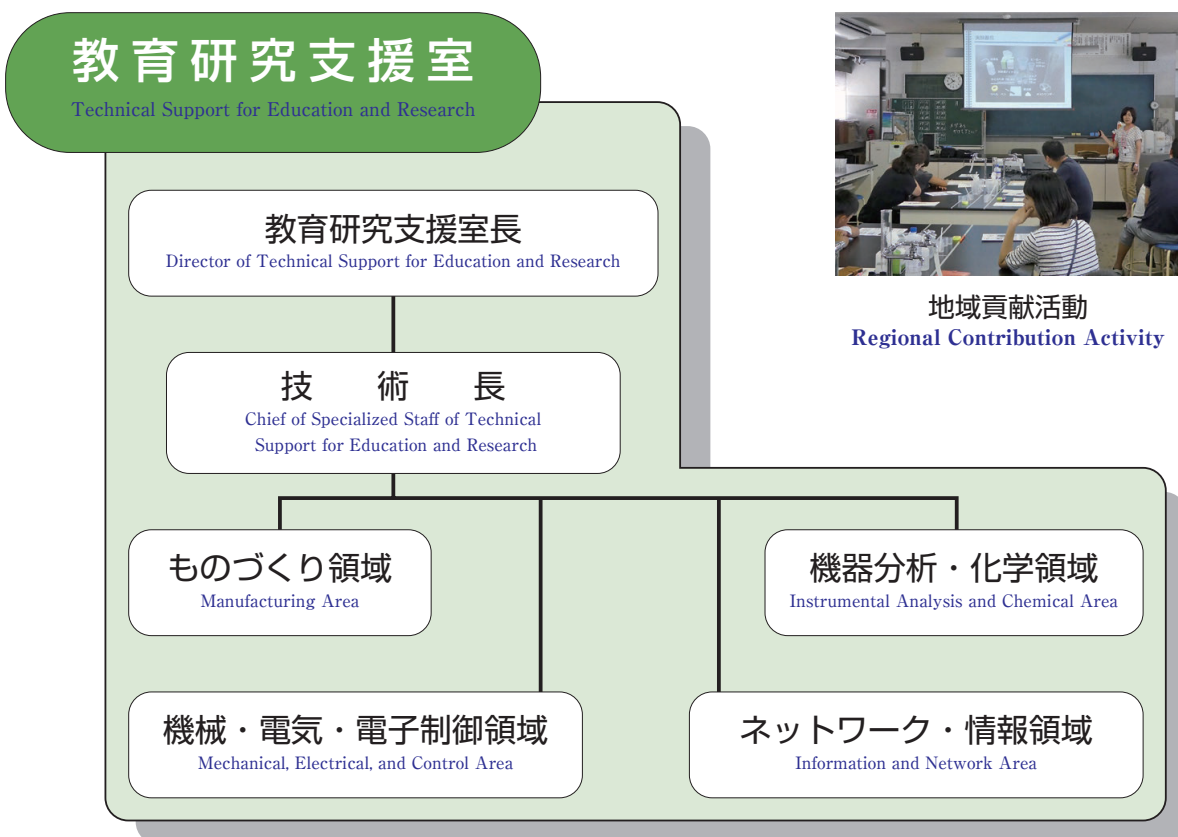 教育研究支援室
Technical Support for Education and Research
教育研究支援室長
Director of Technical Support for Education and Research
技術長
Chief of Specialized Staff of Technical
Support for Education and Research
ものづくり領域
Manufacturing Area
機器分析・化学領域
Instrumental Analysis and Chemical Area
機械・電気・電子制御領域
Mechanical, Electrical, and Control Area
ネットワーク・情報領域
Information and Network Area
地域貢献活動
Regional Contribution Activity